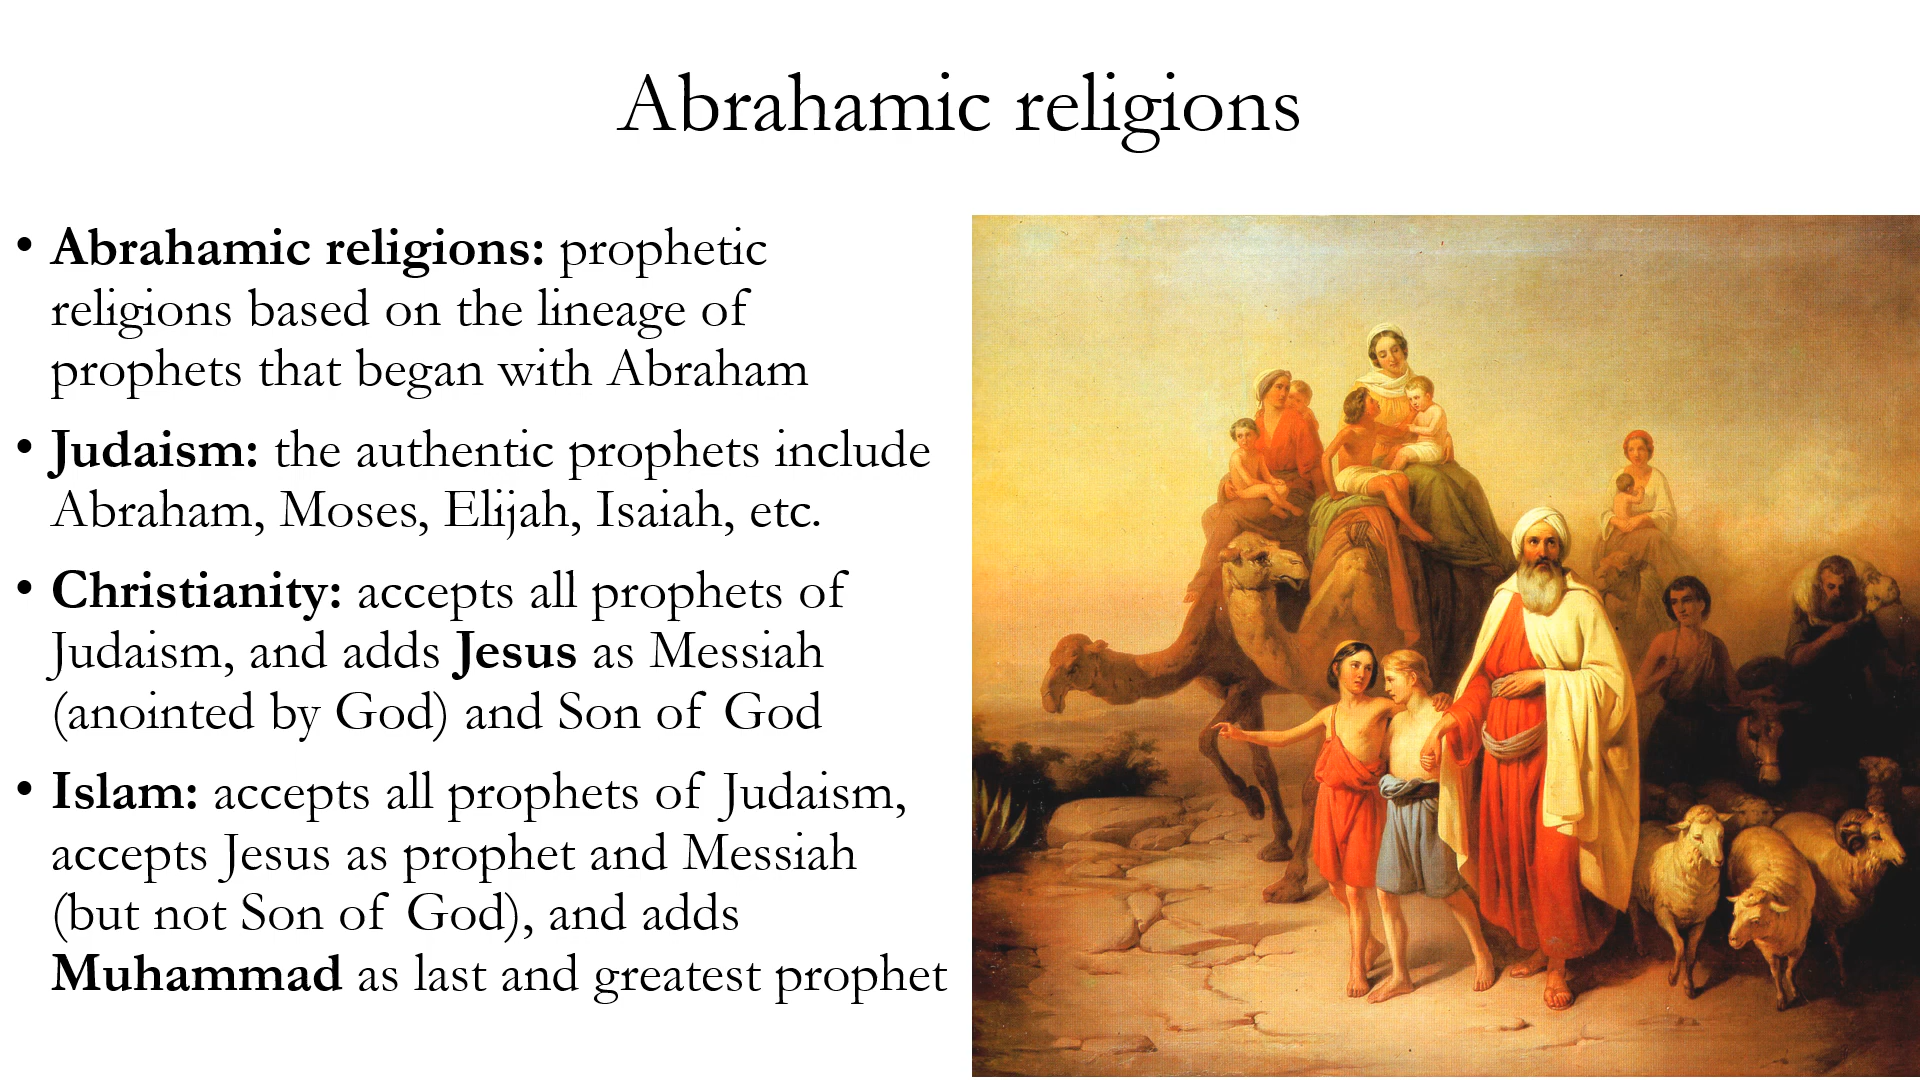 Abrahamic religions
• Abrahamic religions: prophetic
religions based on the lineage of
prophets that began with Abraham
• Judaism: the authentic prophets include
Abraham, Moses, Elijah, Isaiah, etc.
• Christianity: accepts all prophets of
Judaism, and adds Jesus as Messiah
(anointed by God) and Son of God
• Islam: accepts all prophets of Judaism,
accepts Jesus as prophet and Messiah
(but not Son of God), and adds
Muhammad as last and greatest prophet